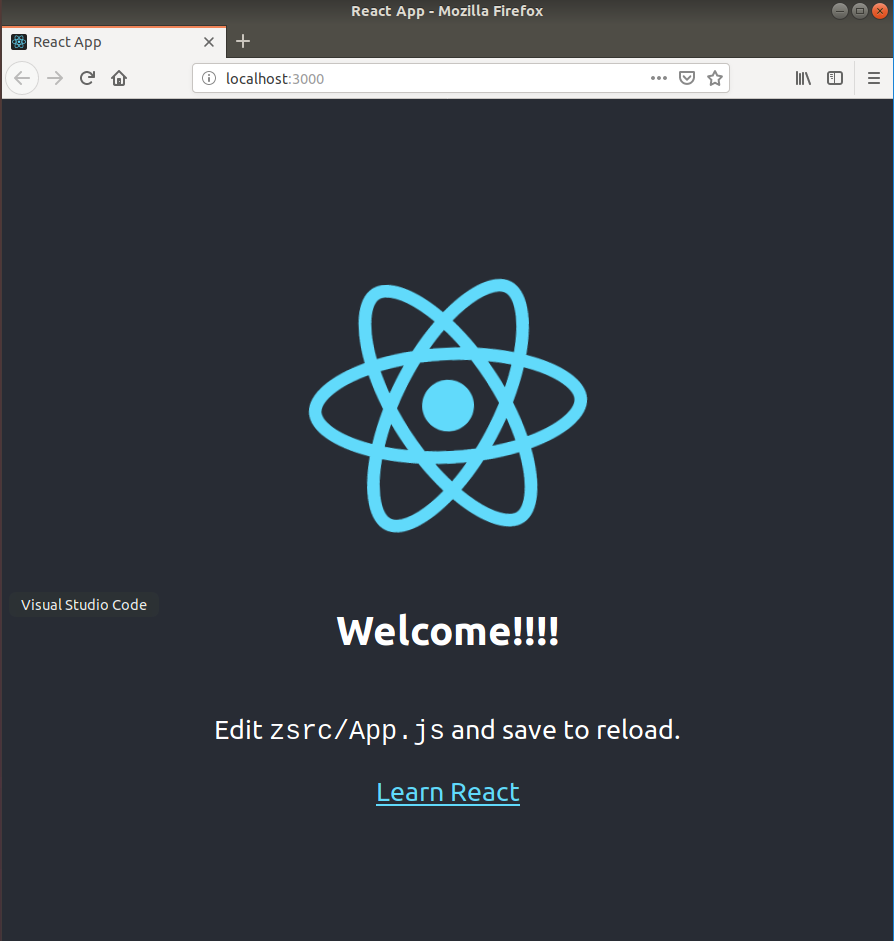 React App - Mozilla Firefox
React App
localhost:3000
Visual Studio Code
Welcome!!!!
Edit zsrc/App.js and save to reload.
Learn React